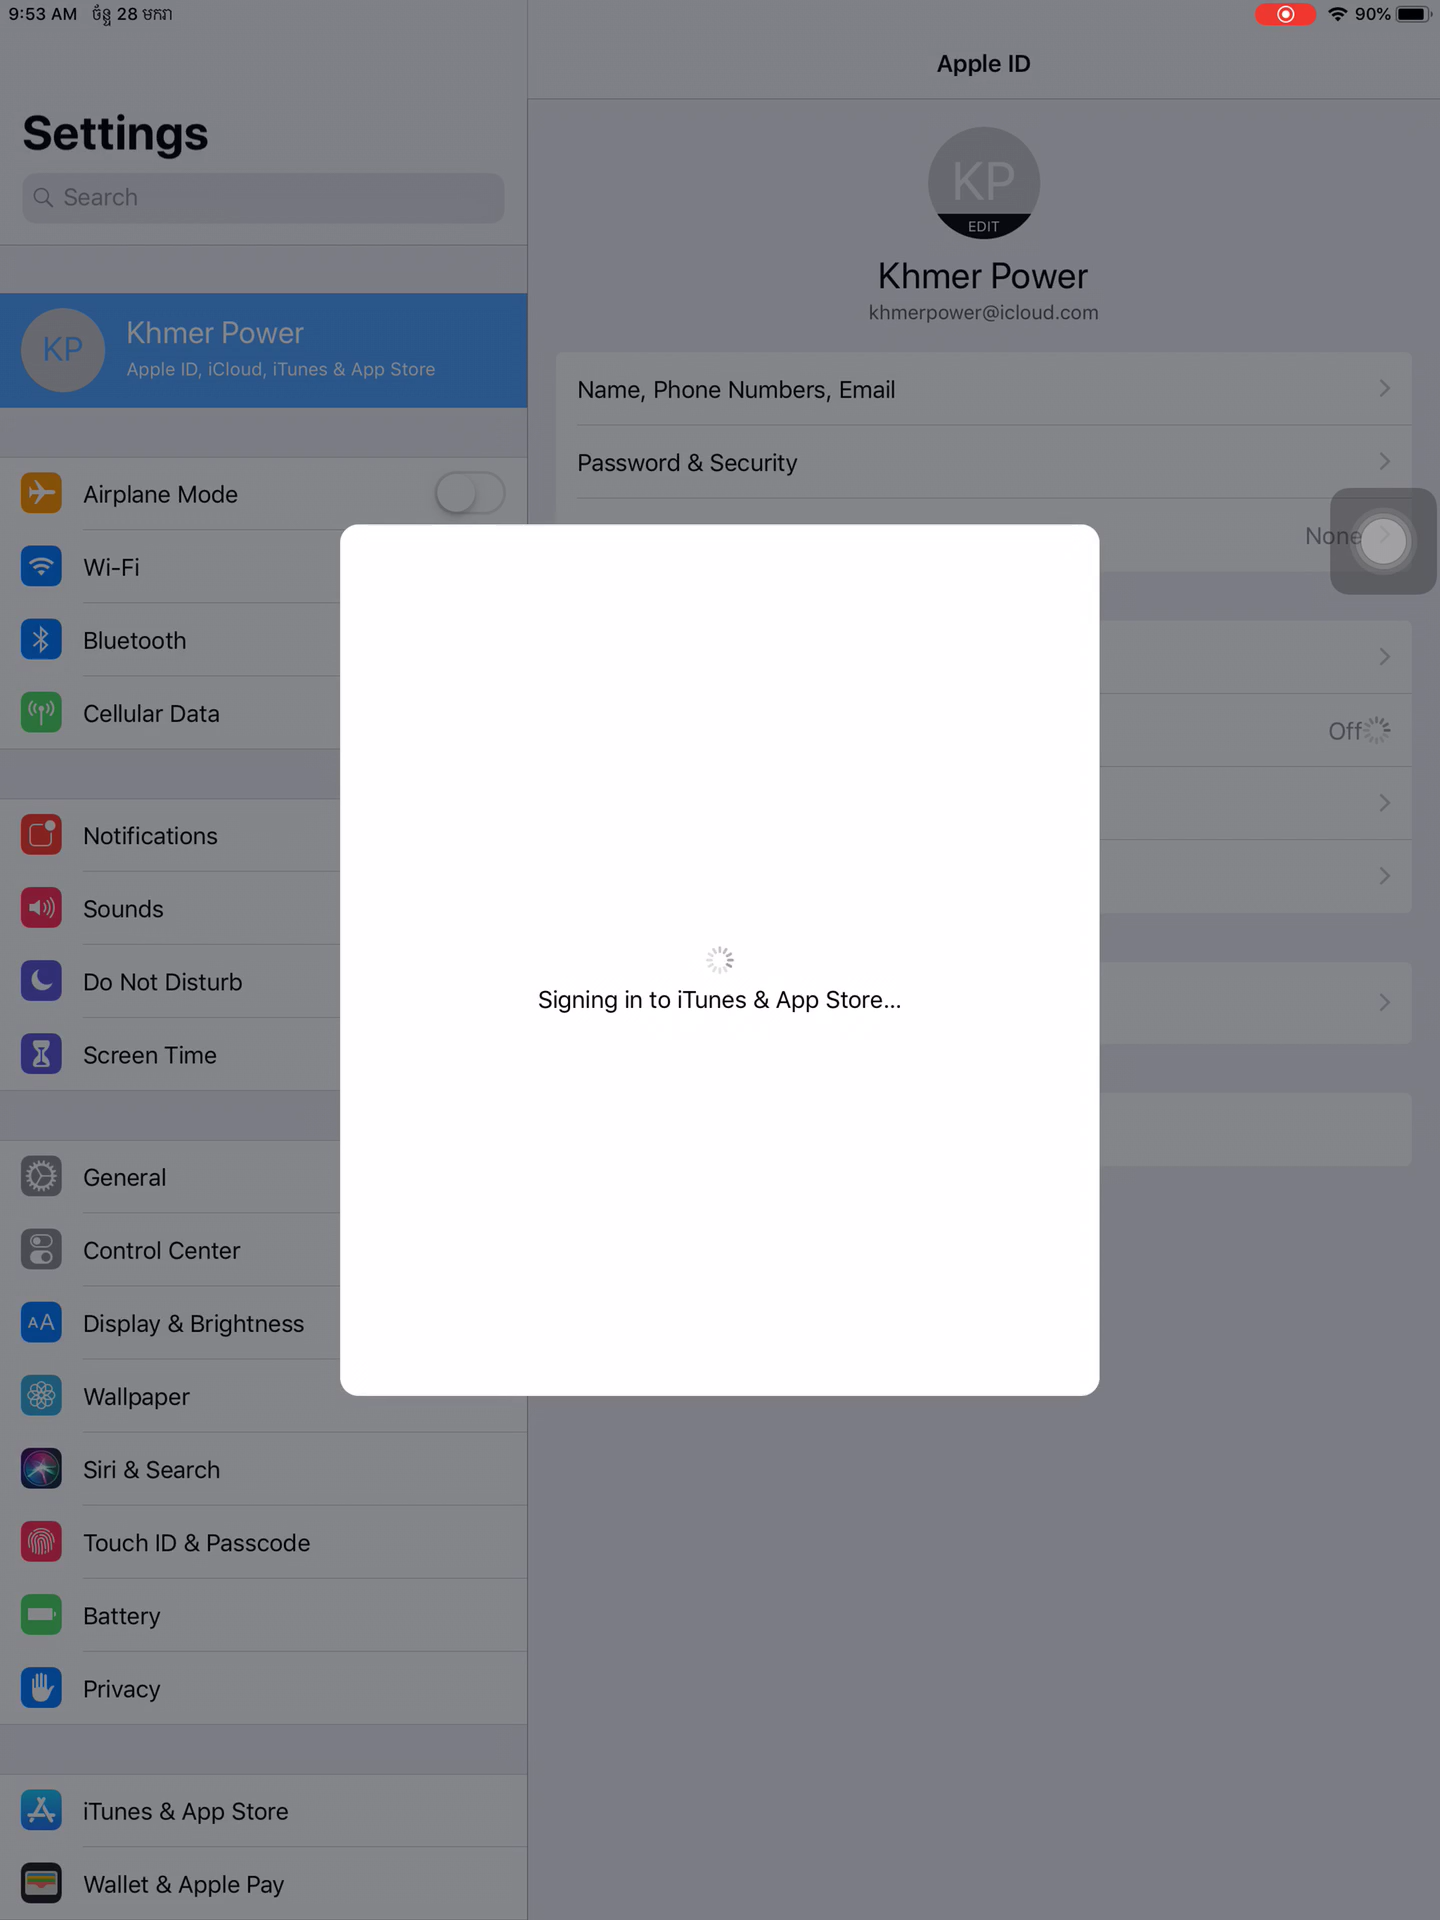 9:53 AM ច័ន្ទ 28 មករា
90%
Settings
Search
KP
Khmer Power
Apple ID, iCloud, iTunes & App Store
Airplane Mode
Wi-Fi
Bluetooth
Cellular Data
Notifications
Sounds
Do Not Disturb
Screen Time
General
Control Center
Display & Brightness
Wallpaper
Siri & Search
Touch ID & Passcode
Battery
Privacy
iTunes & App Store
Wallet & Apple Pay
Apple ID
KP
EDIT
Khmer Power
khmerpower@icloud.com
Name, Phone Numbers, Email
Password & Security
None
Off
Signing in to iTunes & App Store...